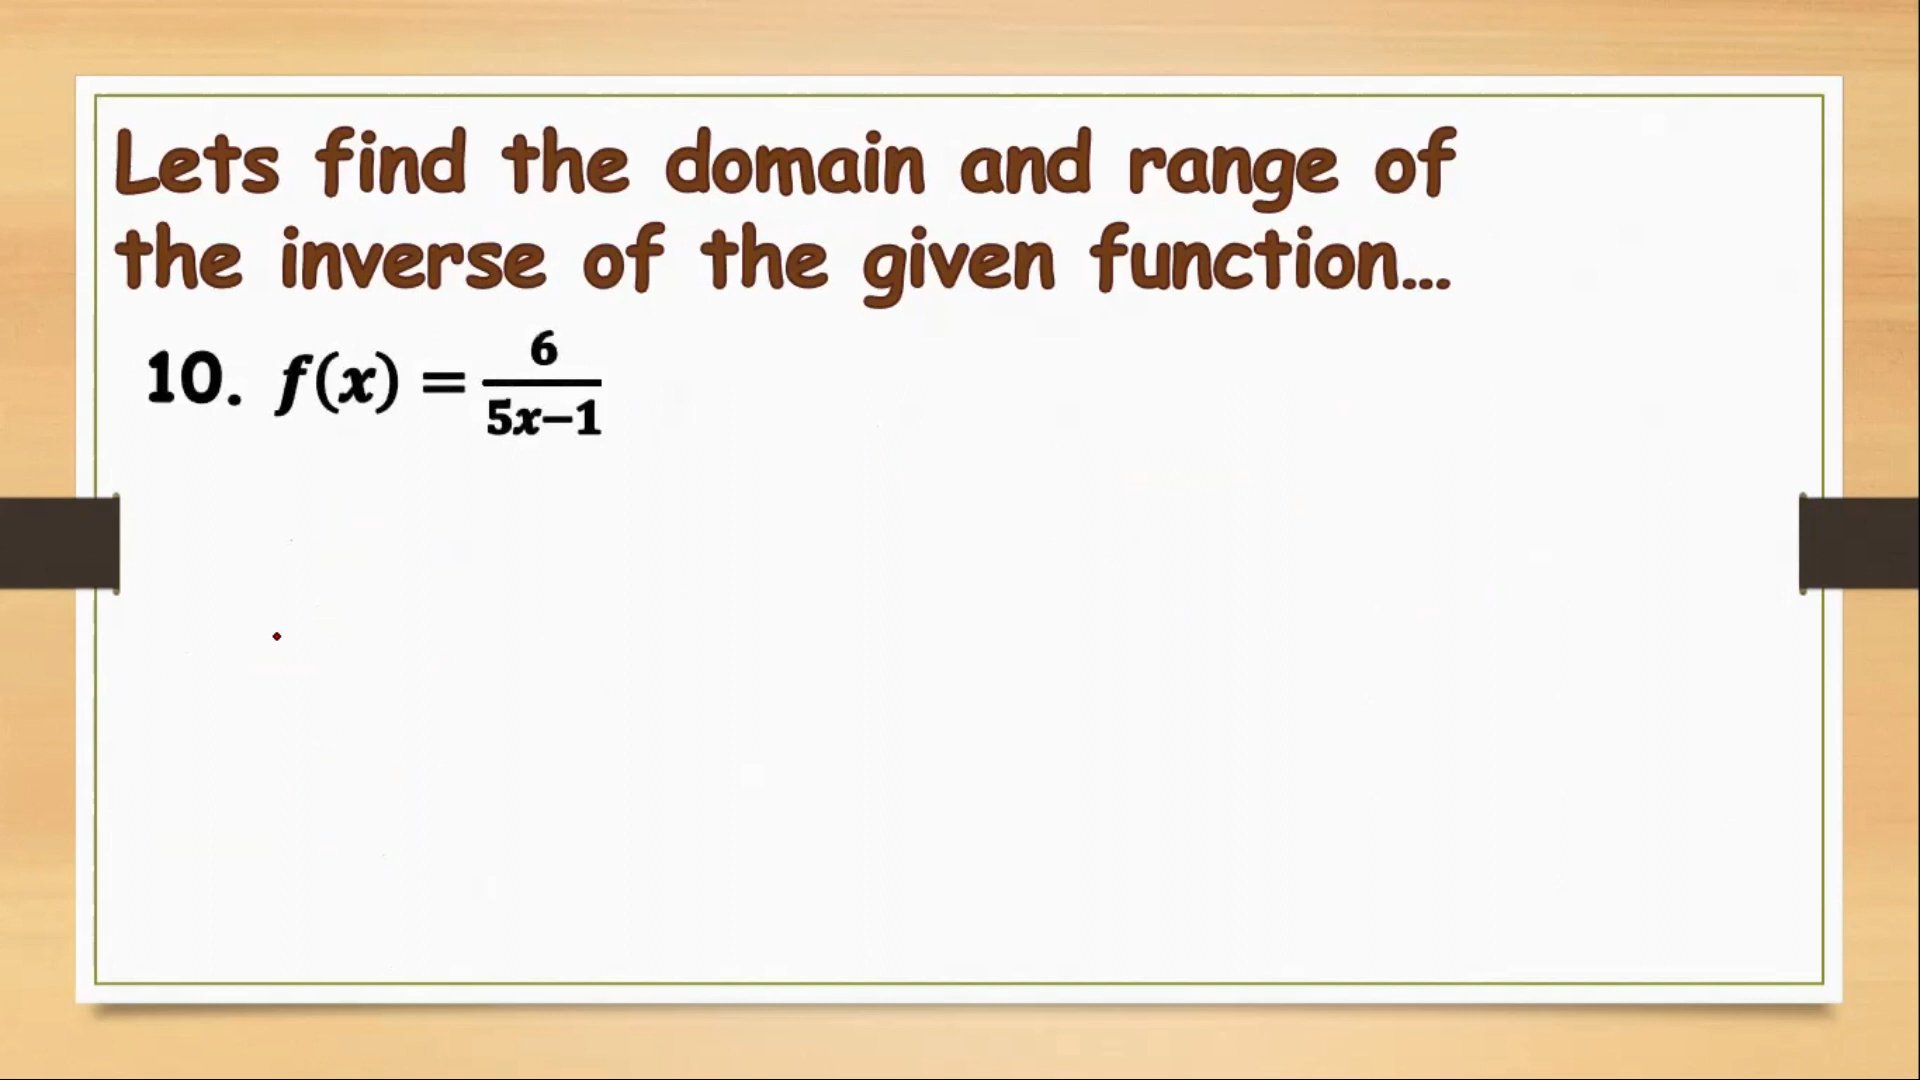 Lets find the domain and range of
the inverse of the given function...
10. f(x) = 6/(5x−1)